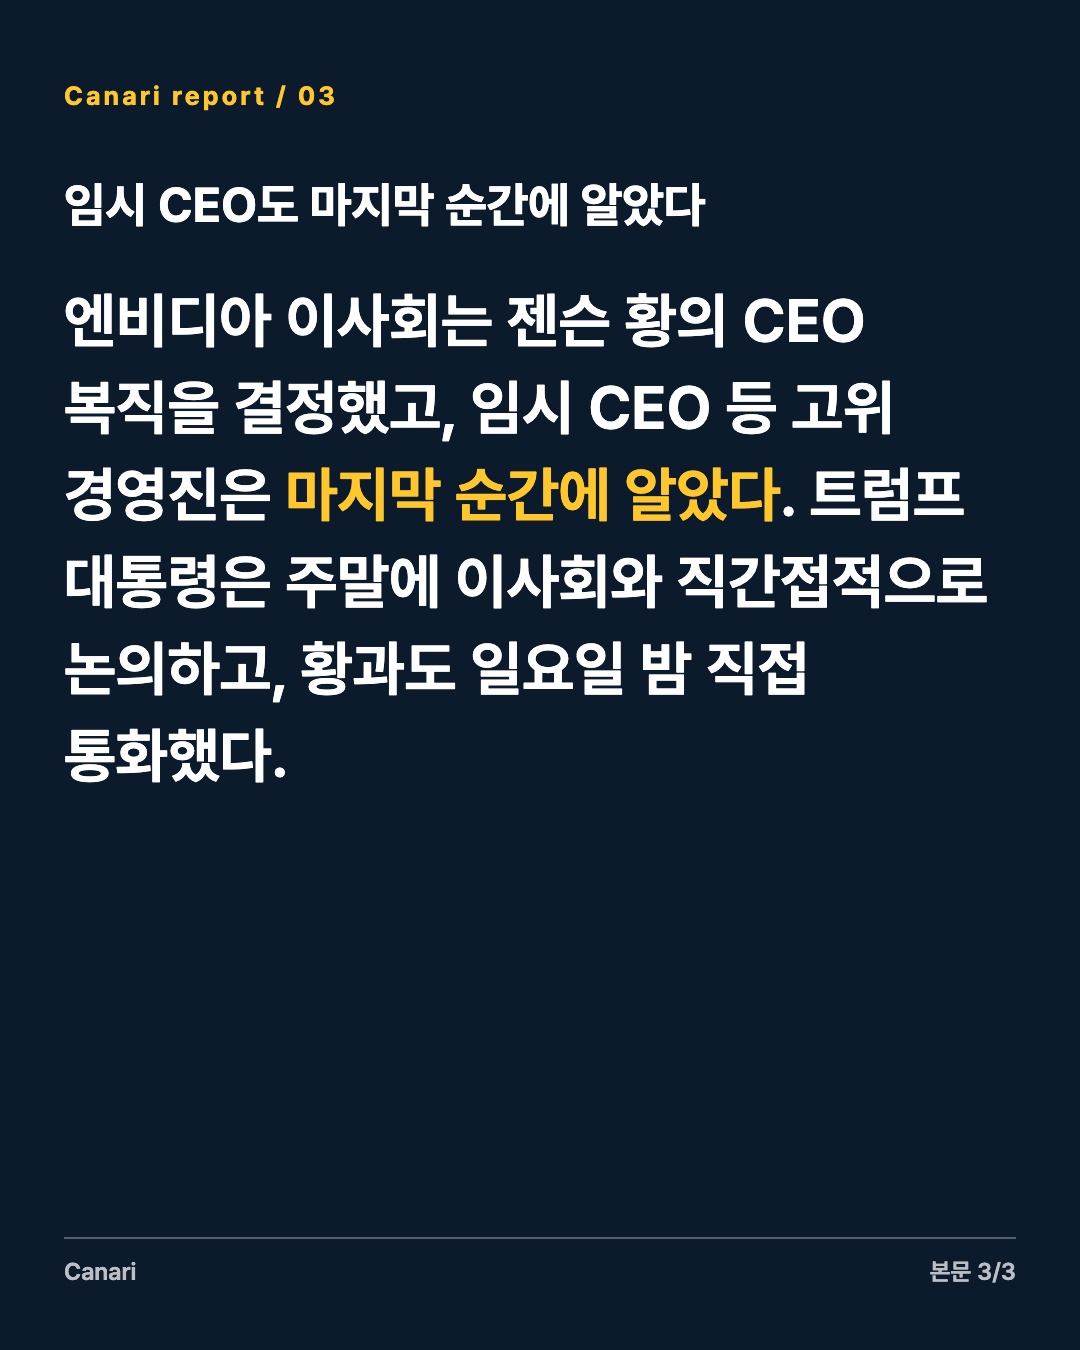 Canari report / 03
임시 CEO도 마지막 순간에 알았다
엔비디아 이사회는 젠슨 황의 CEO
복직을 결정했고, 임시 CEO 등 고위
경영진은 마지막 순간에 알았다. 트럼프
대통령은 주말에 이사회와 직간접적으로
논의하고, 황과도 일요일 밤 직접
통화했다.
Canari
본문 3/3